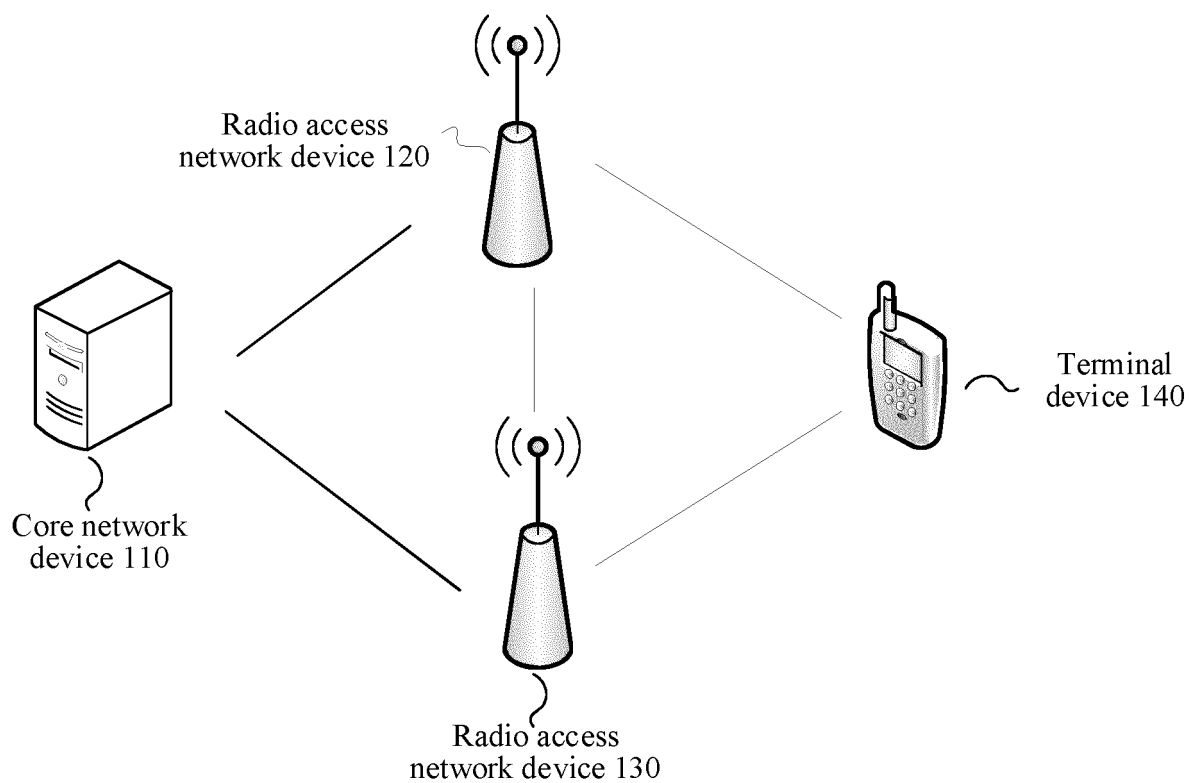 Radio access
network device 120
Terminal
device 140
Core network
device 110
Radio access
network device 130